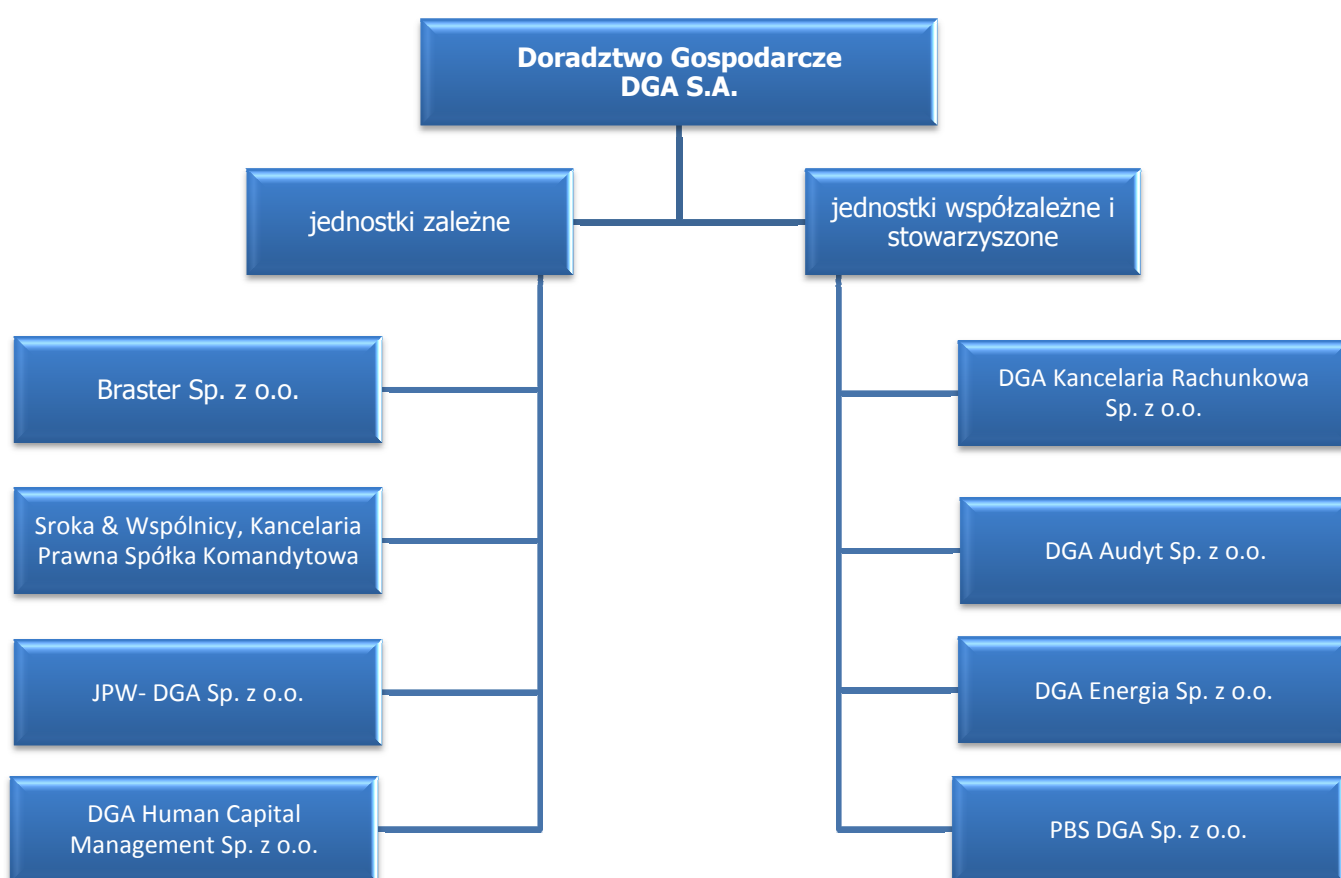 Doradztwo Gospodarcze
DGA S.A.
jednostki zależne
jednostki współzależne i
stowarzyszone
Braster Sp. z o.o.
Sroka & Wspólnicy, Kancelaria
Prawna Spółka Komandytowa
JPW- DGA Sp. z o.o.
DGA Human Capital
Management Sp. z o.o.
DGA Kancelaria Rachunkowa
Sp. z o.o.
DGA Audyt Sp. z o.o.
DGA Energia Sp. z o.o.
PBS DGA Sp. z o.o.